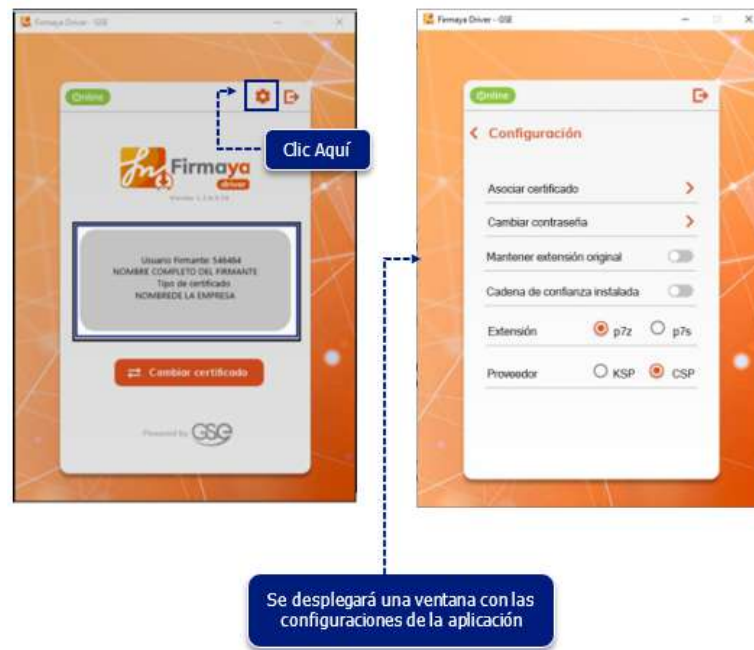 Firmaya Driver - GSE
Online
Clic Aquí
Firmaya
driver
Usuario Firmante: 546464
NOMBRE COMPLETO DEL FIRMANTE
Tipo de certificado
NOMBREDE LA EMPRESA
Cambiar certificado
Powered by GSE
Firmaya Driver - GSE
Online
Configuración
Asociar certificado
Cambiar contraseña
Mantener extensión original
Cadena de confianza instalada
Extensión p7z p7s
Proveedor KSP CSP
Se desplegará una ventana con las
configuraciones de la aplicación